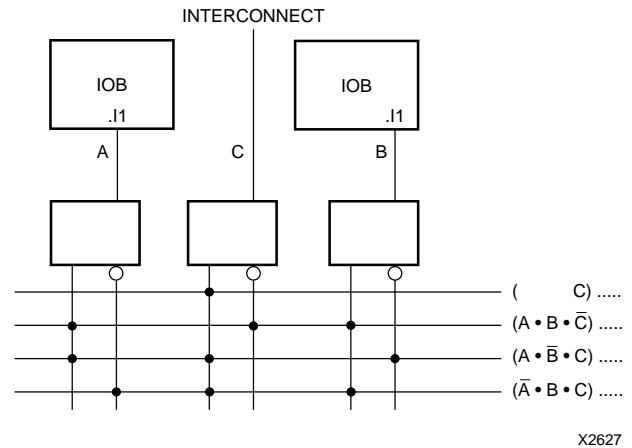 INTERCONNECT
IOB
IOB
.I1
.I1
A
C
B
( C) .....
(A • B • C̅) .....
(A • B̅ • C) .....
(A̅ • B • C) .....
X2627